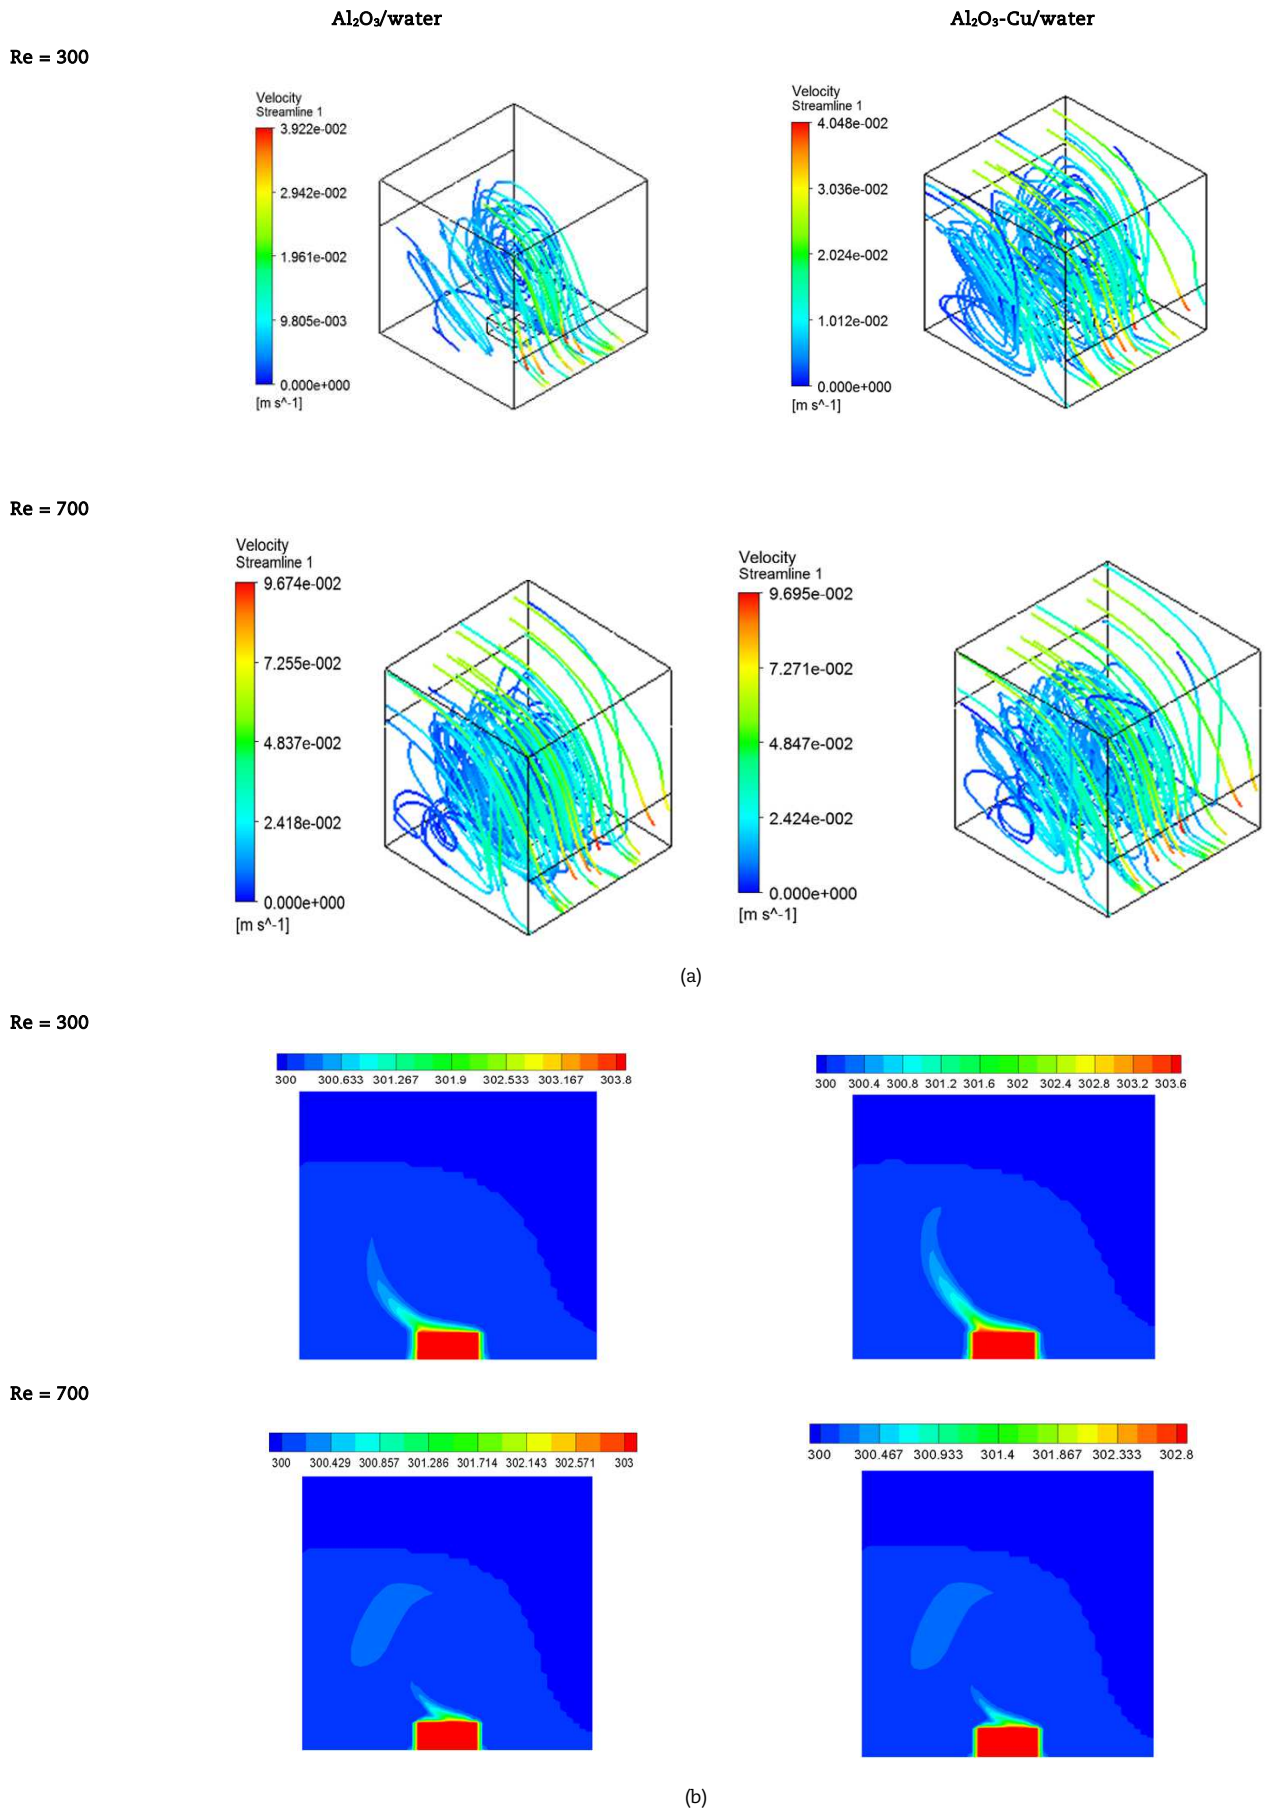 Al₂O₃/water
Al₂O₃-Cu/water
Re = 300
Velocity
Streamline 1
3.922e-002
2.942e-002
1.961e-002
9.805e-003
0.000e+000
[m s^-1]
Velocity
Streamline 1
4.048e-002
3.036e-002
2.024e-002
1.012e-002
0.000e+000
[m s^-1]
Re = 700
Velocity
Streamline 1
9.674e-002
7.255e-002
4.837e-002
2.418e-002
0.000e+000
[m s^-1]
Velocity
Streamline 1
9.695e-002
7.271e-002
4.847e-002
2.424e-002
0.000e+000
[m s^-1]
(a)
Re = 300
300 300.633 301.267 301.9 302.533 303.167 303.8
300 300.4 300.8 301.2 301.6 302 302.4 302.8 303.2 303.6
Re = 700
300 300.429 300.857 301.286 301.714 302.143 302.571 303
300 300.467 300.933 301.4 301.867 302.333 302.8
(b)